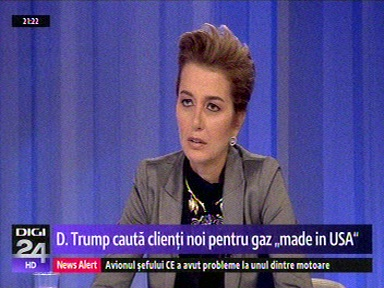 21:22
DIGI
24
HD
D. Trump caută clienți noi pentru gaz „made in USA“
News Alert Avionul șefului CE a avut probleme la unul dintre motoare